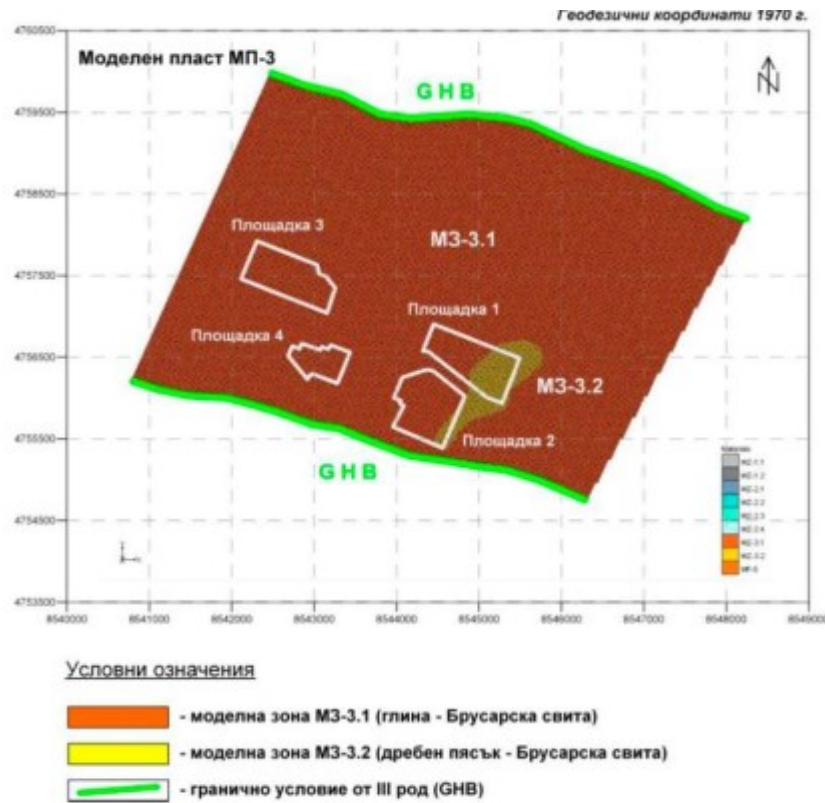 Геодезични координати 1970 г.
4760500
Моделен пласт МП-3
GHB
N
4759500
4758500
Площадка 3
МЗ-3.1
4757500
Площадка 1
Площадка 4
4756500
МЗ-3.2
4755500
Площадка 2
GHB
4754500
4753500
8540000 8541000 8542000 8543000 8544000 8545000 8546000 8547000 8548000 8549000
Условни означения
- моделна зона МЗ-3.1 (глина - Брусарска свита)
- моделна зона МЗ-3.2 (дребен пясък - Брусарска свита)
- гранично условие от III род (GHB)